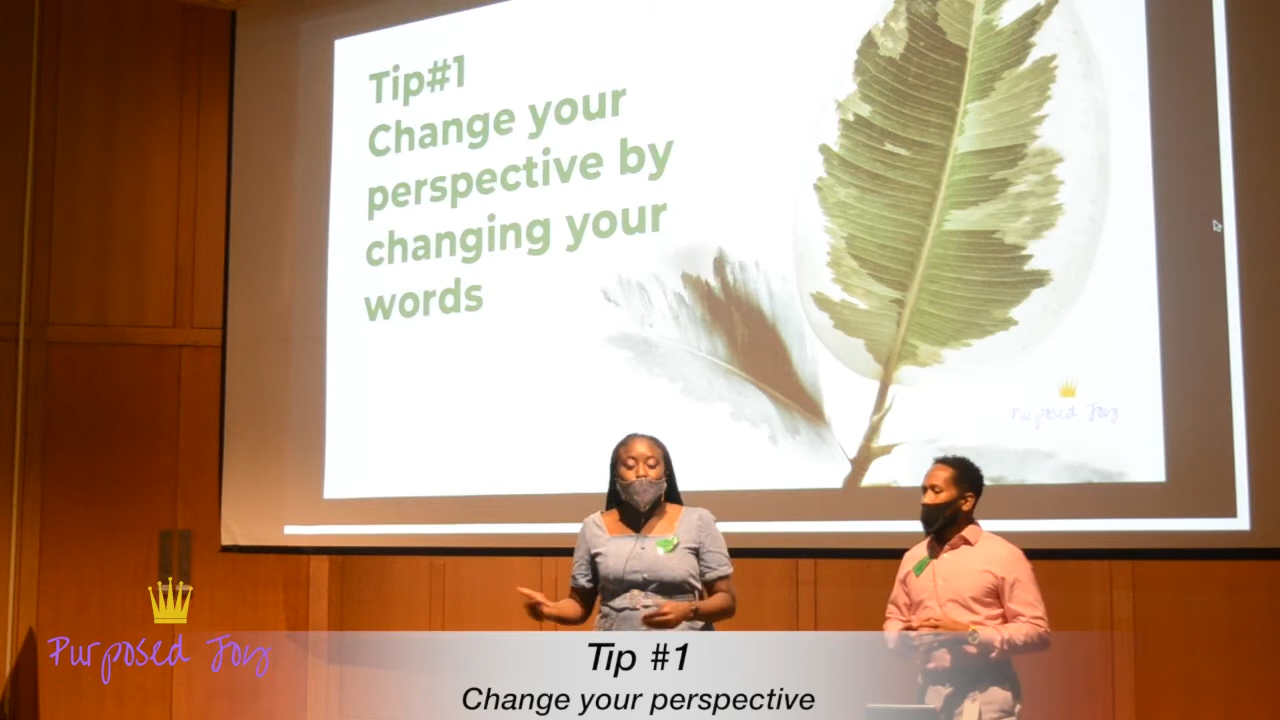 Tip#1
Change your
perspective by
changing your
words
Purposed Joy
Purposed Joy
Tip #1
Change your perspective